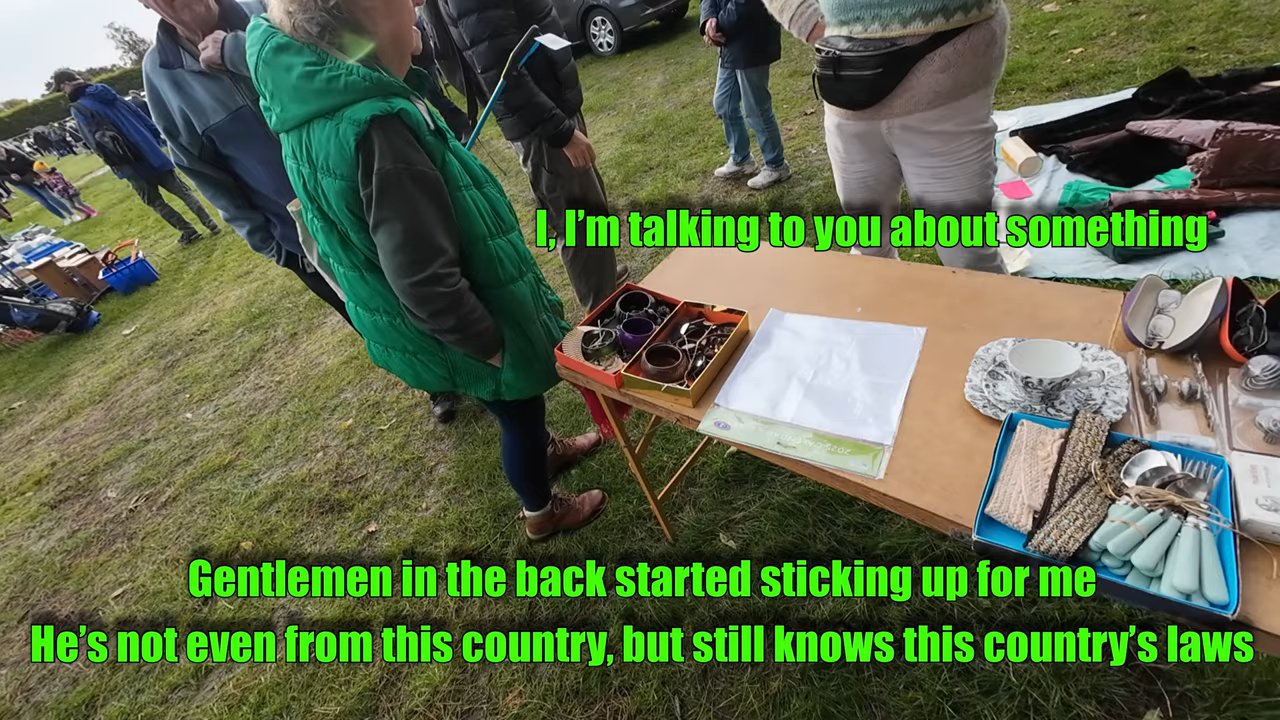 I, I'm talking to you about something
Gentlemen in the back started sticking up for me
He's not even from this country, but still knows this country's laws